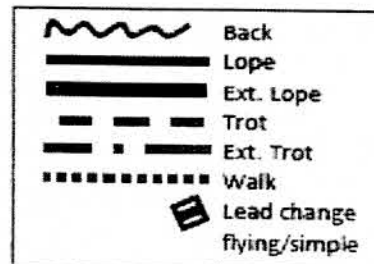 Back
Lope
Ext. Lope
Trot
Ext. Trot
Walk
Lead change
flying/simple